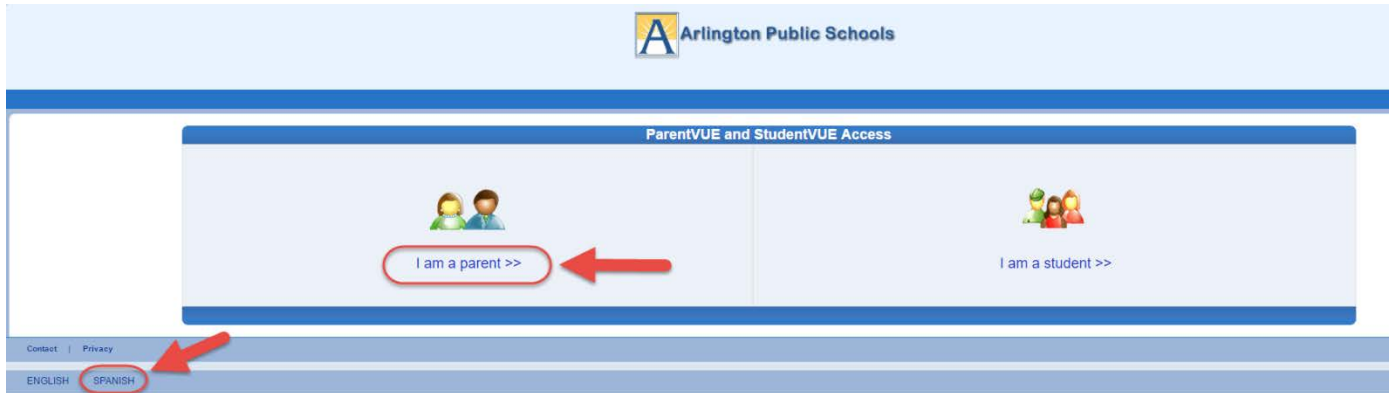 Arlington Public Schools
ParentVUE and StudentVUE Access
I am a parent >>
I am a student >>
Contact | Privacy
ENGLISH SPANISH